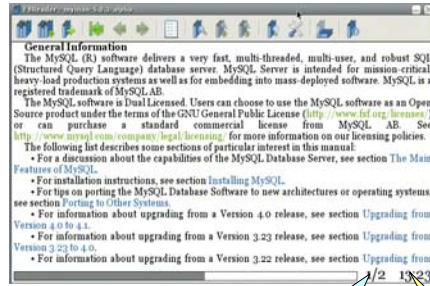 FBReader - mysman 5.0.3-alpha
General Information
The MySQL (R) software delivers a very fast, multi-threaded, multi-user, and robust SQL
(Structured Query Language) database server. MySQL Server is intended for mission-critical,
heavy-load production systems as well as for embedding into mass-deployed software. MySQL is a
registered trademark of MySQL AB.
The MySQL software is Dual Licensed. Users can choose to use the MySQL software as an Open
Source product under the terms of the GNU General Public License (http://www.fsf.org/licenses/)
or can purchase a standard commercial license from MySQL AB. See
http://www.mysql.com/company/legal/licensing/ for more information on our licensing policies.
The following list describes some sections of particular interest in this manual:
• For a discussion about the capabilities of the MySQL Database Server, see section The Main
Features of MySQL.
• For installation instructions, see section Installing MySQL.
• For tips on porting the MySQL Database Software to new architectures or operating systems,
see section Porting to Other Systems.
• For information about upgrading from a Version 4.0 release, see section Upgrading from
Version 4.0 to 4.1.
• For information about upgrading from a Version 3.23 release, see section Upgrading from
Version 3.23 to 4.0.
• For information about upgrading from a Version 3.22 release, see section Upgrading from
1/2 13:23